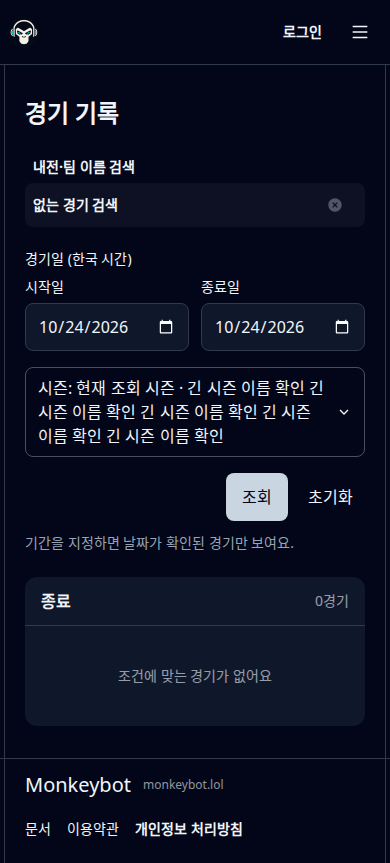 로그인
경기 기록
내전·팀 이름 검색
없는 경기 검색
경기일 (한국 시간)
시작일 종료일
10/24/2026 10/24/2026
시즌: 현재 조회 시즌 · 긴 시즌 이름 확인 긴
시즌 이름 확인 긴 시즌 이름 확인 긴 시즌
이름 확인 긴 시즌 이름 확인
조회 초기화
기간을 지정하면 날짜가 확인된 경기만 보여요.
종료 0경기
조건에 맞는 경기가 없어요
Monkeybot monkeybot.lol
문서 이용약관 개인정보 처리방침